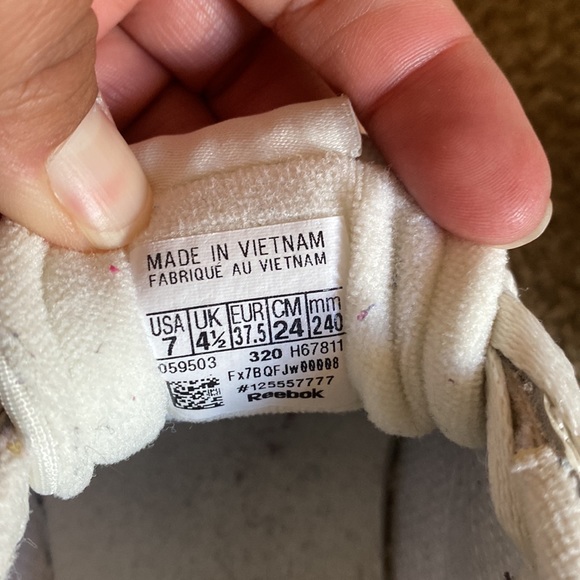 MADE IN VIETNAM
FABRIQUÉ AU VIETNAM
USA UK EUR CM mm
7 4½ 37.5 24 240
320 H67811
059503
Fx7BQFJw00008
#125557777
Reebok